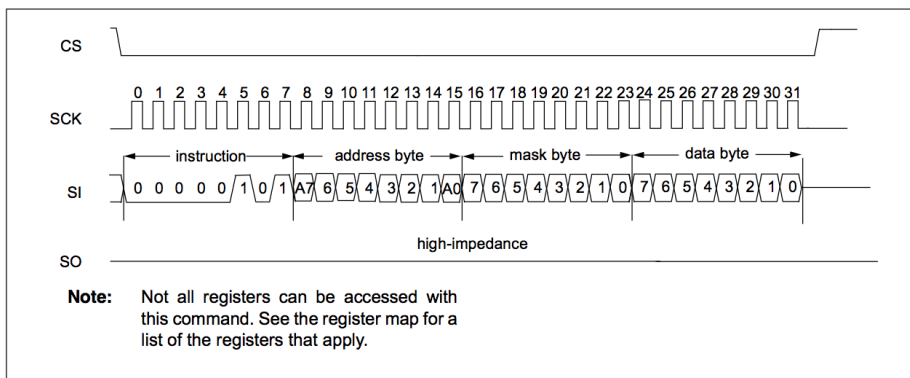 CS
0 1 2 3 4 5 6 7 8 9 10 11 12 13 14 15 16 17 18 19 20 21 22 23 24 25 26 27 28 29 30 31
SCK
instruction address byte mask byte data byte
SI 0 0 0 0 0 1 0 1 A7 6 5 4 3 2 1 A0 7 6 5 4 3 2 1 0 7 6 5 4 3 2 1 0
high-impedance
SO
Note: Not all registers can be accessed with
this command. See the register map for a
list of the registers that apply.